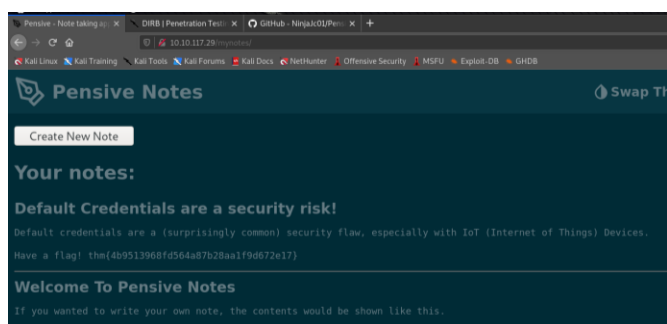 Pensive - Note taking ap
DIRB | Penetration Testin
GitHub - NinjaJc01/Pens
10.10.117.29/mynotes/
Kali Linux Kali Training Kali Tools Kali Forums Kali Docs NetHunter Offensive Security MSFU Exploit-DB GHDB
Pensive Notes
Swap Th
Create New Note
Your notes:
Default Credentials are a security risk!
Default credentials are a (surprisingly common) security flaw, especially with IoT (Internet of Things) Devices.
Have a flag! thm{4b9513968fd564a87b28aa1f9d672e17}
Welcome To Pensive Notes
If you wanted to write your own note, the contents would be shown like this.